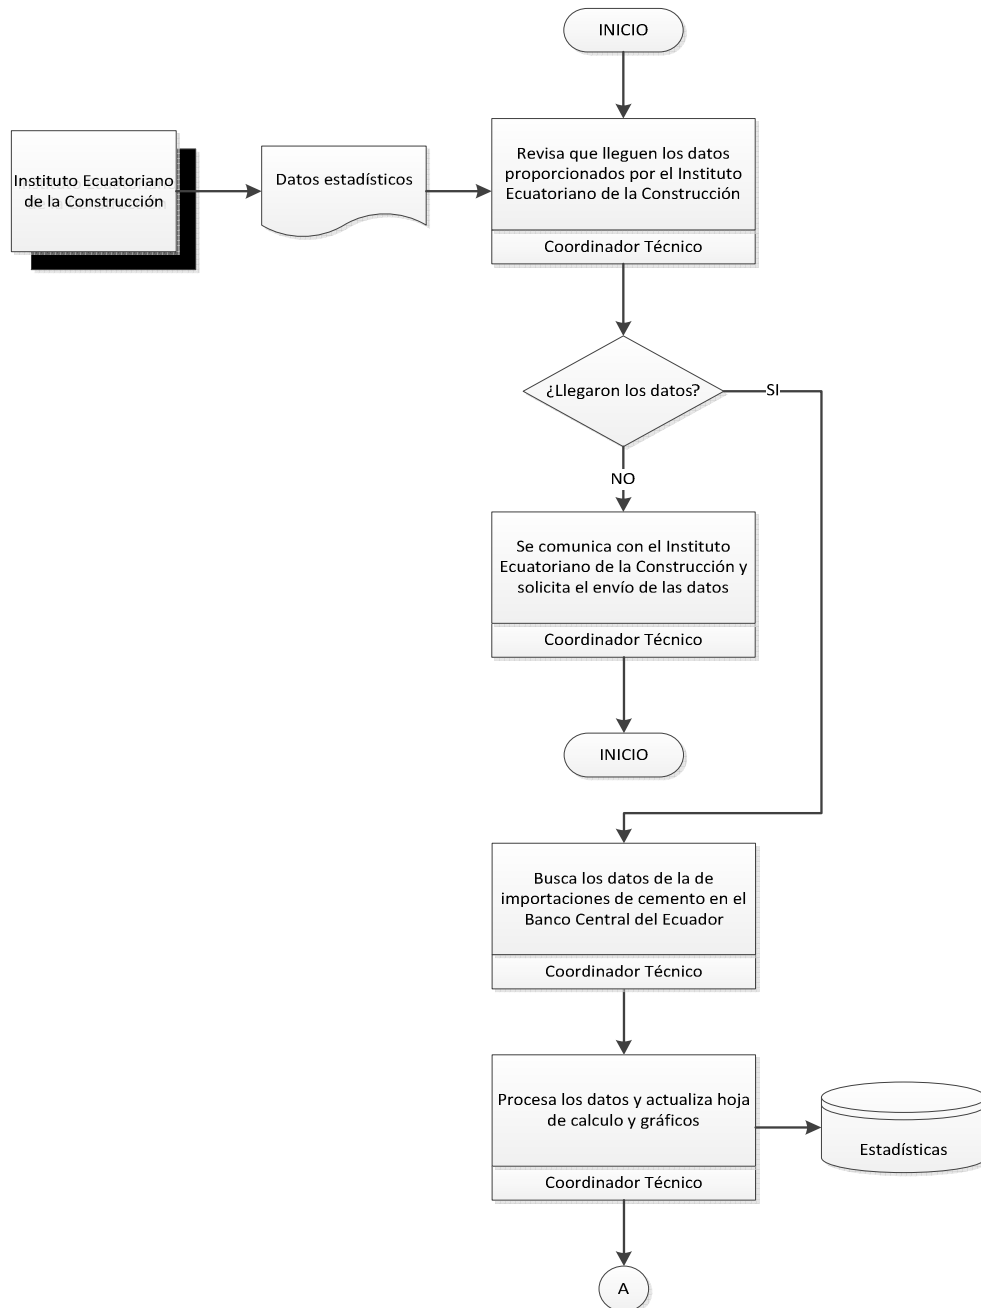 INICIO
Instituto Ecuatoriano
de la Construcción
Datos estadísticos
Revisa que lleguen los datos
proporcionados por el Instituto
Ecuatoriano de la Construcción
Coordinador Técnico
¿Llegaron los datos?
SI
NO
Se comunica con el Instituto
Ecuatoriano de la Construcción y
solicita el envío de las datos
Coordinador Técnico
INICIO
Busca los datos de la de
importaciones de cemento en el
Banco Central del Ecuador
Coordinador Técnico
Procesa los datos y actualiza hoja
de calculo y gráficos
Coordinador Técnico
Estadísticas
A